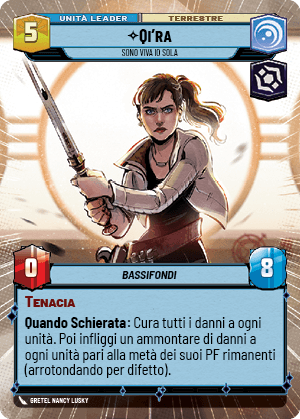 5
UNITÀ LEADER
TERRESTRE
QI'RA
SONO VIVA IO SOLA
0
BASSIFONDI
8
TENACIA
Quando Schierata: Cura tutti i danni a ogni
unità. Poi infliggi un ammontare di danni a
ogni unità pari alla metà dei suoi PF rimanenti
(arrotondando per difetto).
GRETEL NANCY LUSKY